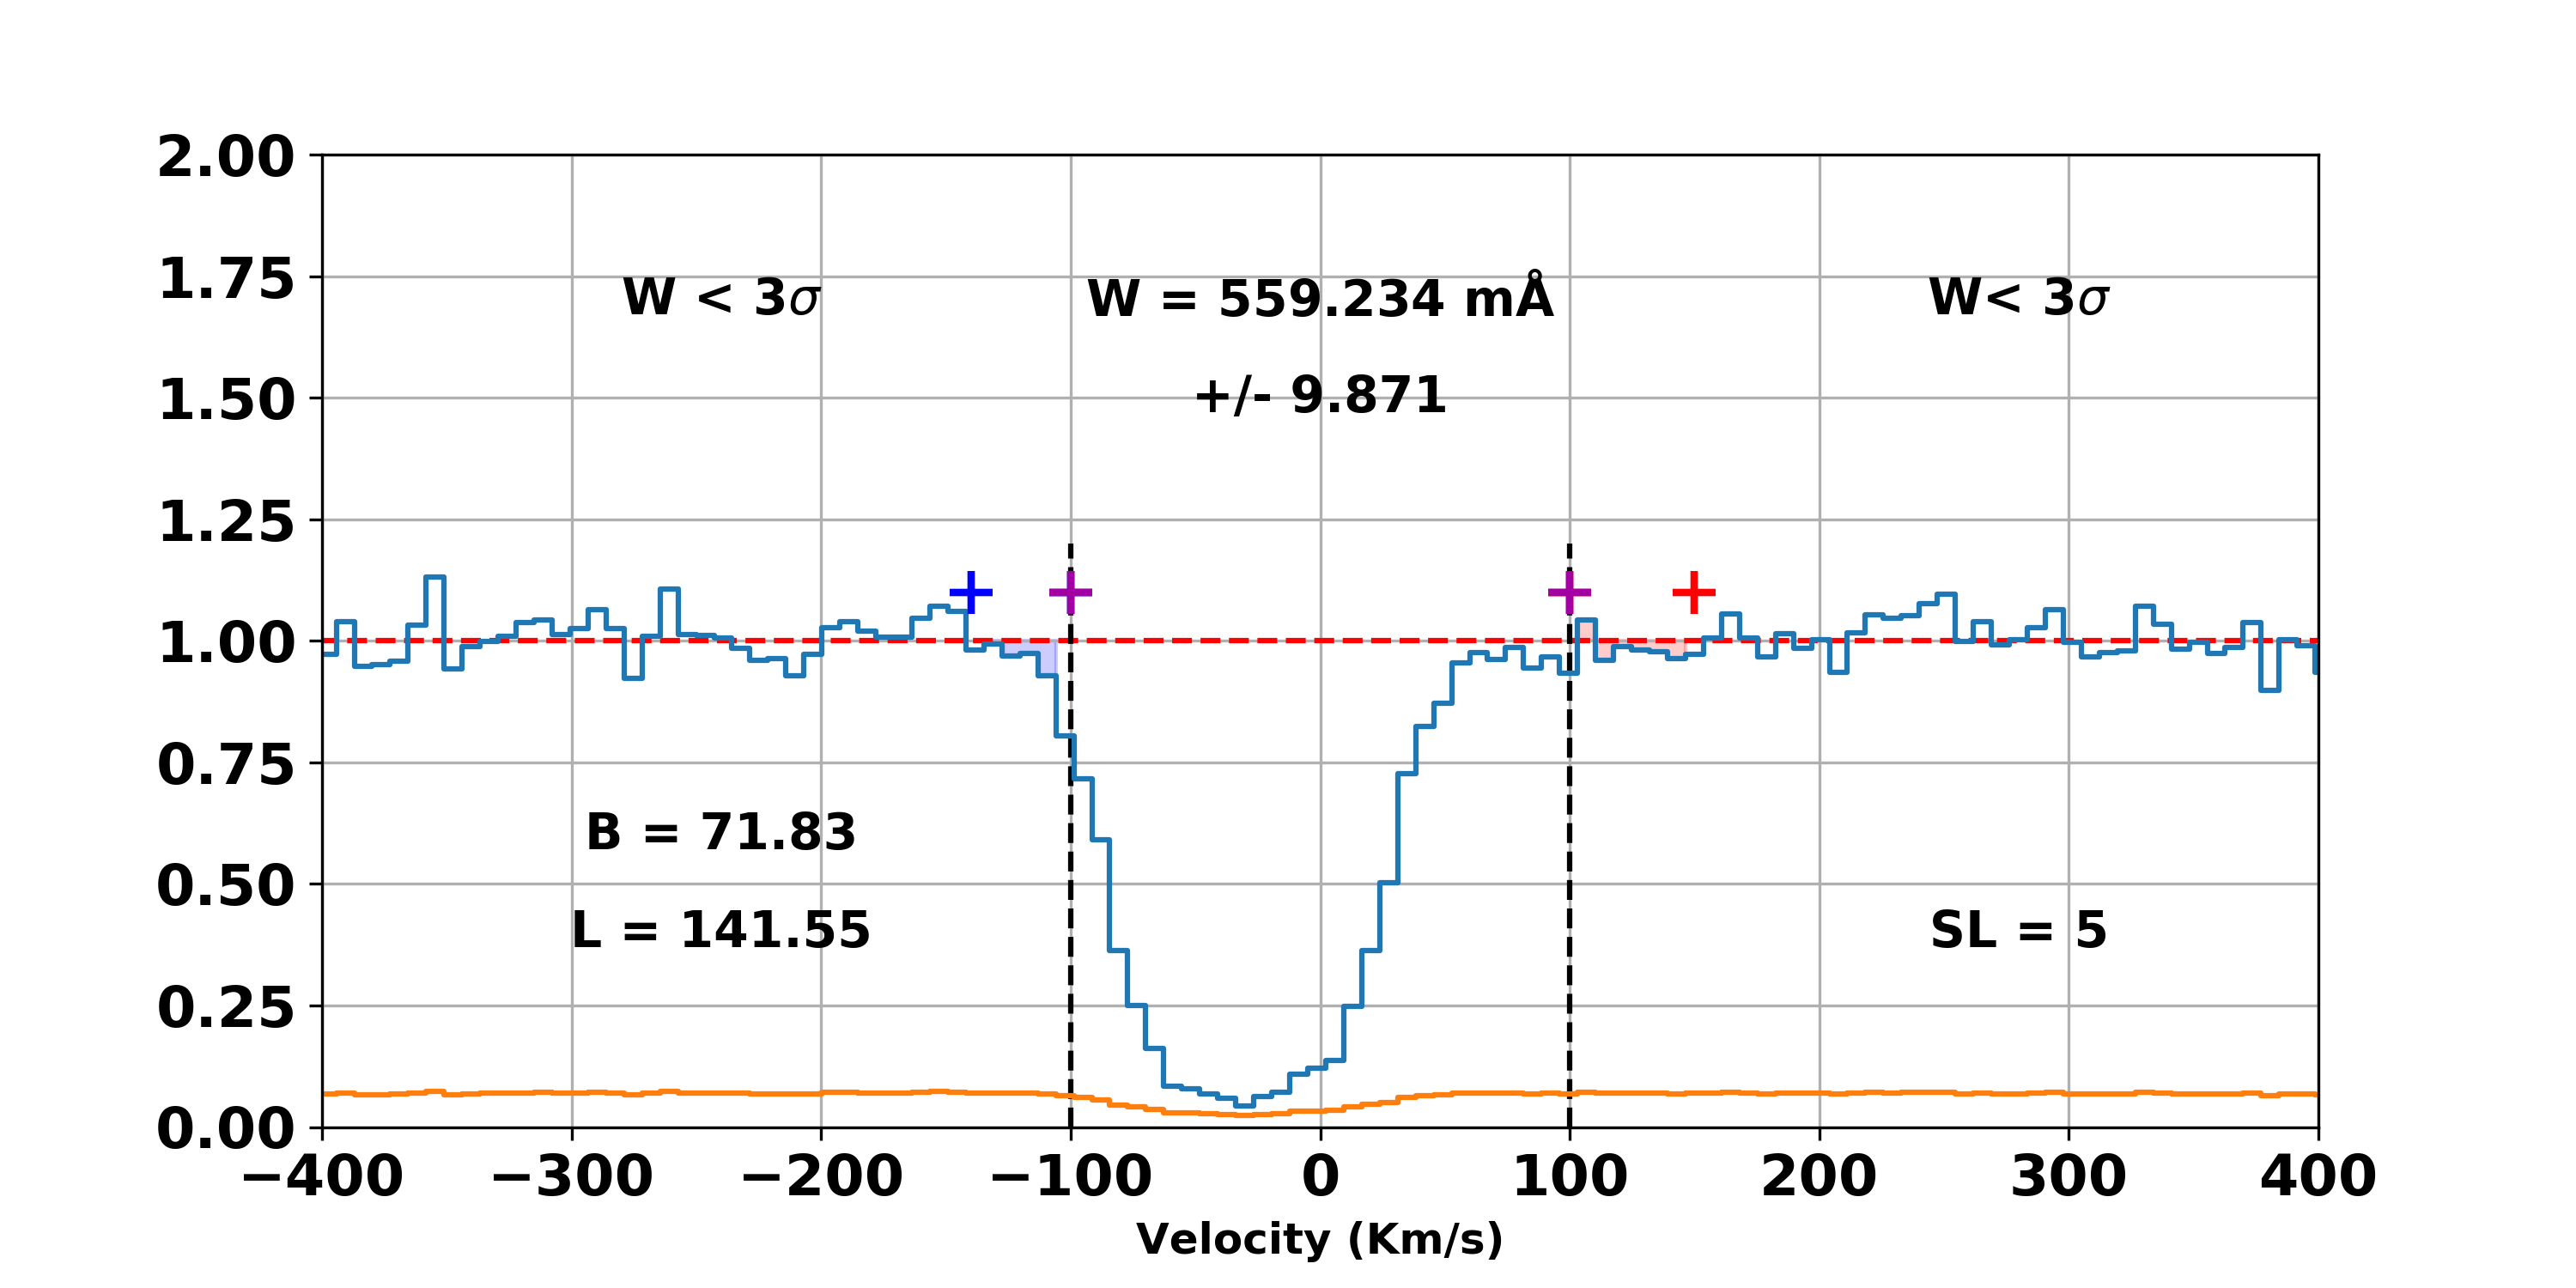 2.00
1.75
W < 3σ
W = 559.234 mÅ
W< 3σ
1.50
+/- 9.871
1.25
1.00
0.75
B = 71.83
0.50
L = 141.55
SL = 5
0.25
0.00
−400 −300 −200 −100 0 100 200 300 400
Velocity (Km/s)